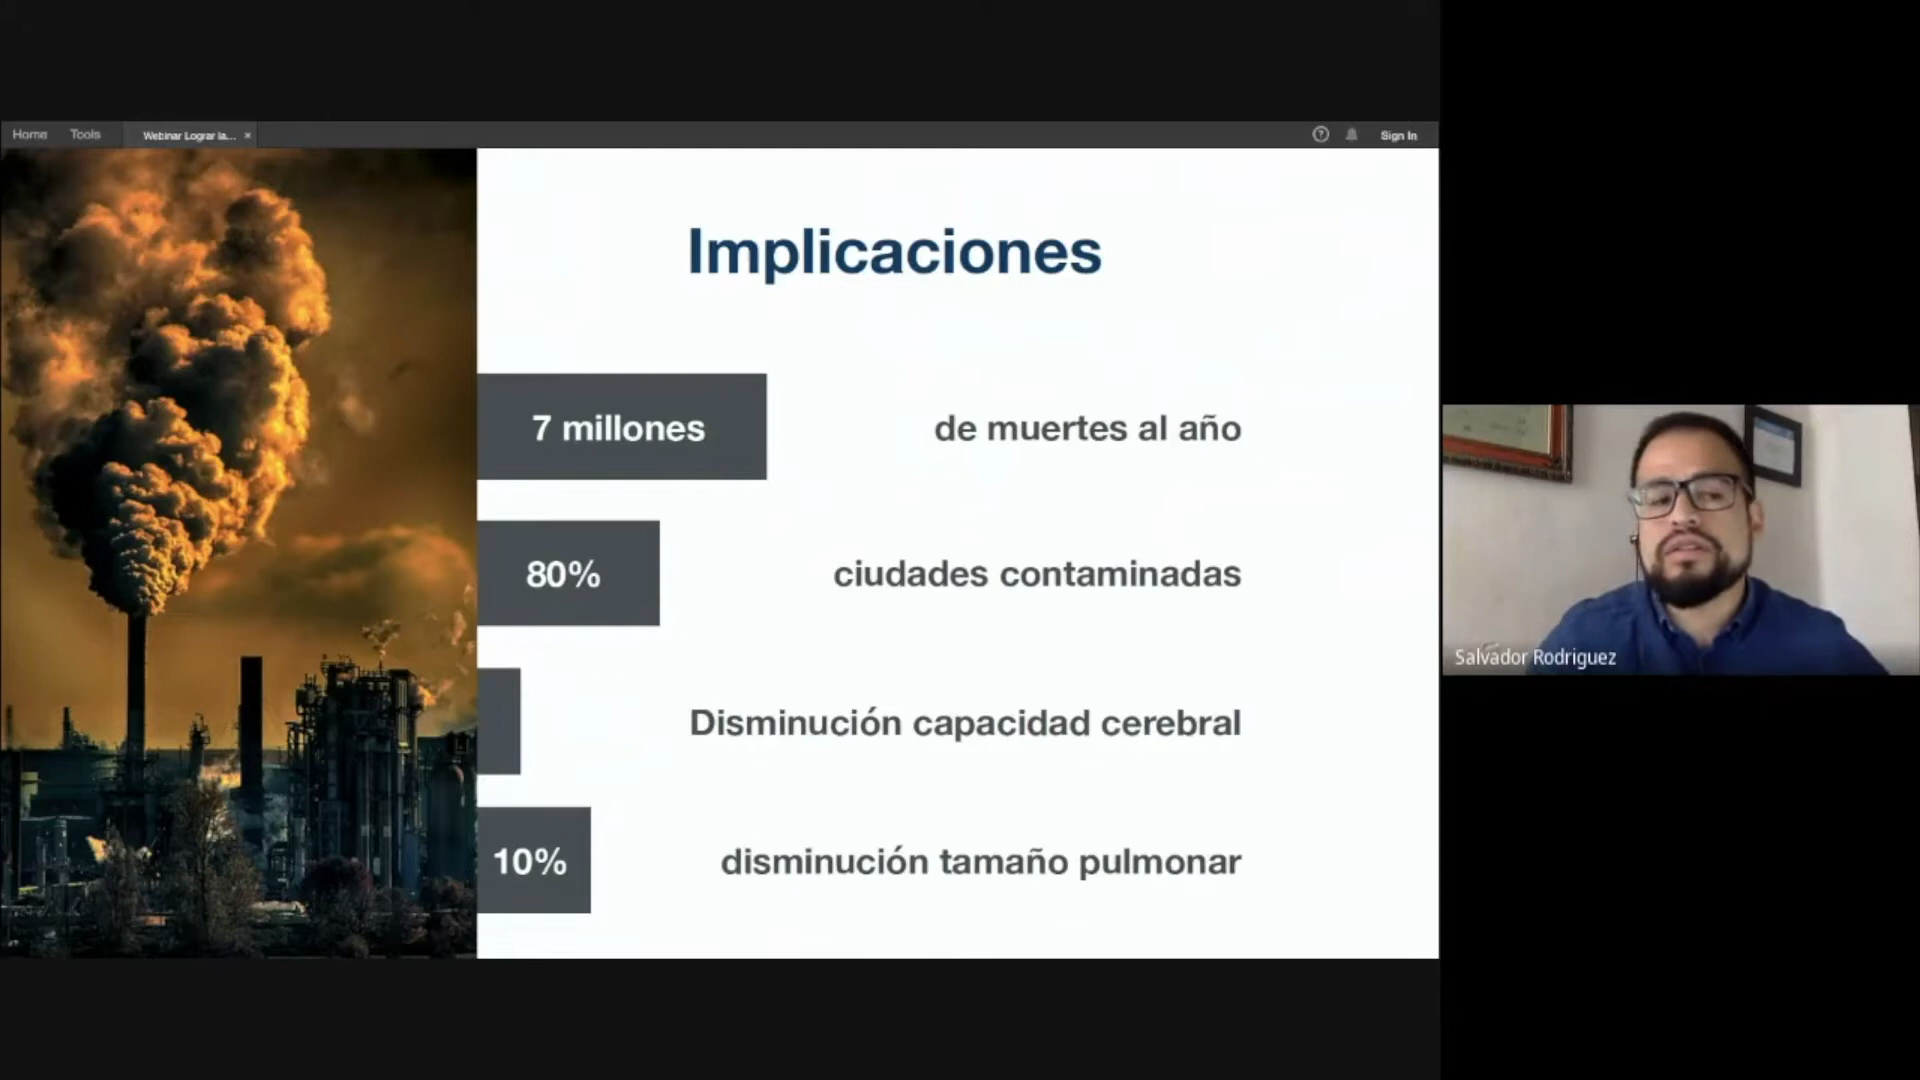 Home Tools Webinar Lograr la... × ? Sign In
Implicaciones
7 millones de muertes al año
80% ciudades contaminadas
Disminución capacidad cerebral
10% disminución tamaño pulmonar
Salvador Rodriguez